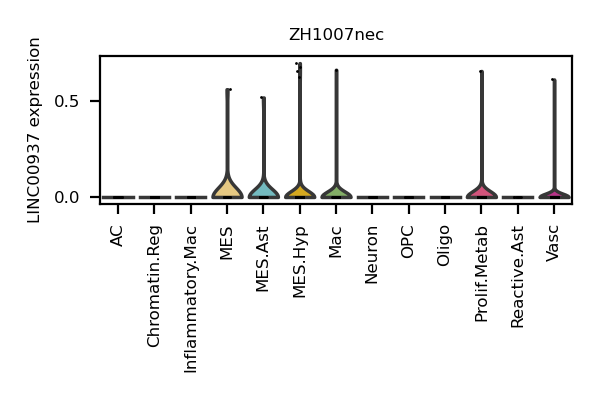 ZH1007nec
LINC00937 expression
0.5
0.0
AC
Chromatin.Reg
Inflammatory.Mac
MES
MES.Ast
MES.Hyp
Mac
Neuron
OPC
Oligo
Prolif.Metab
Reactive.Ast
Vasc